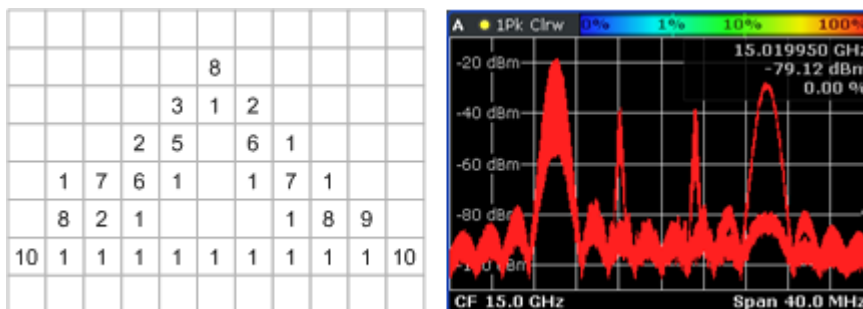 8
3 1 2
2 5 6 1
1 7 6 1 1 7 1
8 2 1 1 8 9
10 1 1 1 1 1 1 1 1 1 10
A 1Pk Clrw 0% 1% 10% 100%
15.019950 GHz
-20 dBm
-79.12 dBm
0.00 %
-40 dBm
-60 dBm
-80 dBm
CF 15.0 GHz Span 40.0 MHz